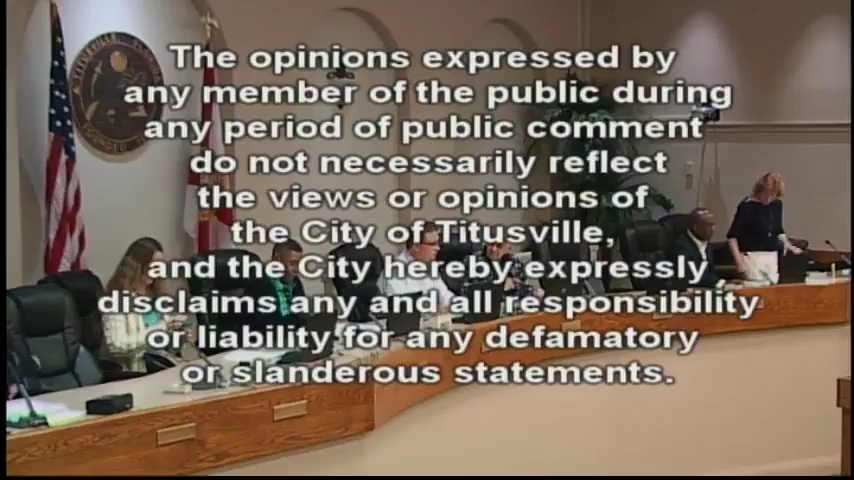 The opinions expressed by
any member of the public during
any period of public comment
do not necessarily reflect
the views or opinions of
the City of Titusville,
and the City hereby expressly
disclaims any and all responsibility
or liability for any defamatory
or slanderous statements.